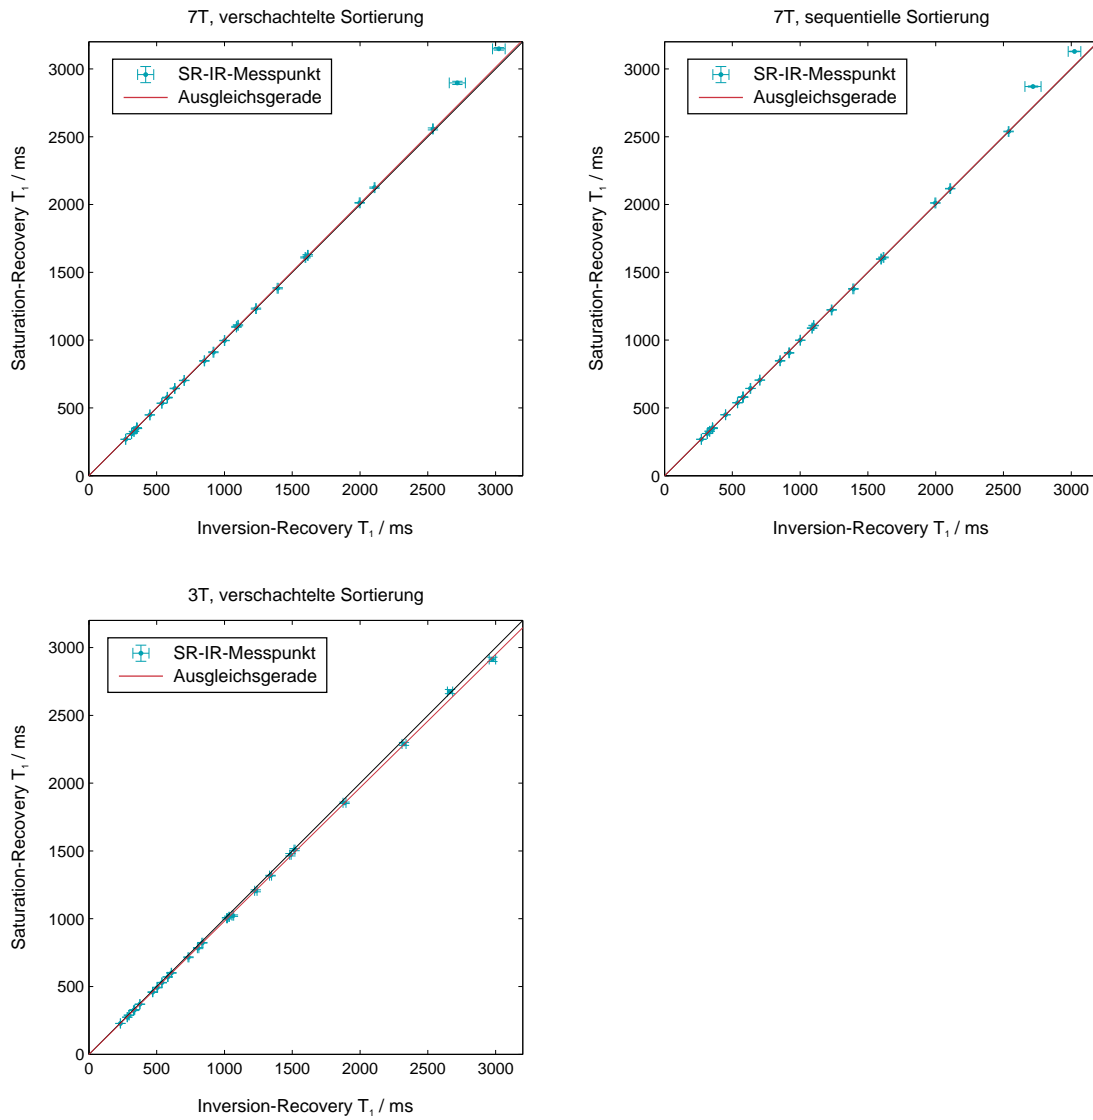 7T, verschachtelte Sortierung
SR-IR-Messpunkt
Ausgleichsgerade
3000
2500
2000
1500
1000
500
0
0 500 1000 1500 2000 2500 3000
Saturation-Recovery T₁ / ms
Inversion-Recovery T₁ / ms
7T, sequentielle Sortierung
SR-IR-Messpunkt
Ausgleichsgerade
3000
2500
2000
1500
1000
500
0
0 500 1000 1500 2000 2500 3000
Saturation-Recovery T₁ / ms
Inversion-Recovery T₁ / ms
3T, verschachtelte Sortierung
SR-IR-Messpunkt
Ausgleichsgerade
3000
2500
2000
1500
1000
500
0
0 500 1000 1500 2000 2500 3000
Saturation-Recovery T₁ / ms
Inversion-Recovery T₁ / ms